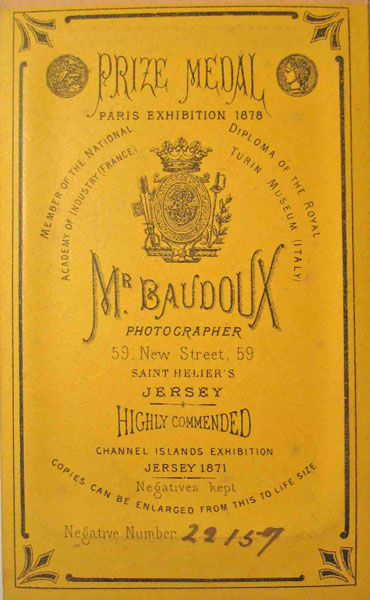 PRIZE MEDAL
PARIS EXHIBITION 1878
MEMBER OF THE NATIONAL
ACADEMY OF INDUSTRY (FRANCE)
DIPLOMA OF THE ROYAL
TURIN MUSEUM (ITALY)
MR. BAUDOUX
PHOTOGRAPHER
59, New Street, 59
SAINT HELIER'S
JERSEY
HIGHLY COMMENDED
CHANNEL ISLANDS EXHIBITION
JERSEY 1871
Negatives kept
COPIES CAN BE ENLARGED FROM THIS TO LIFE SIZE
Negative Number 22157